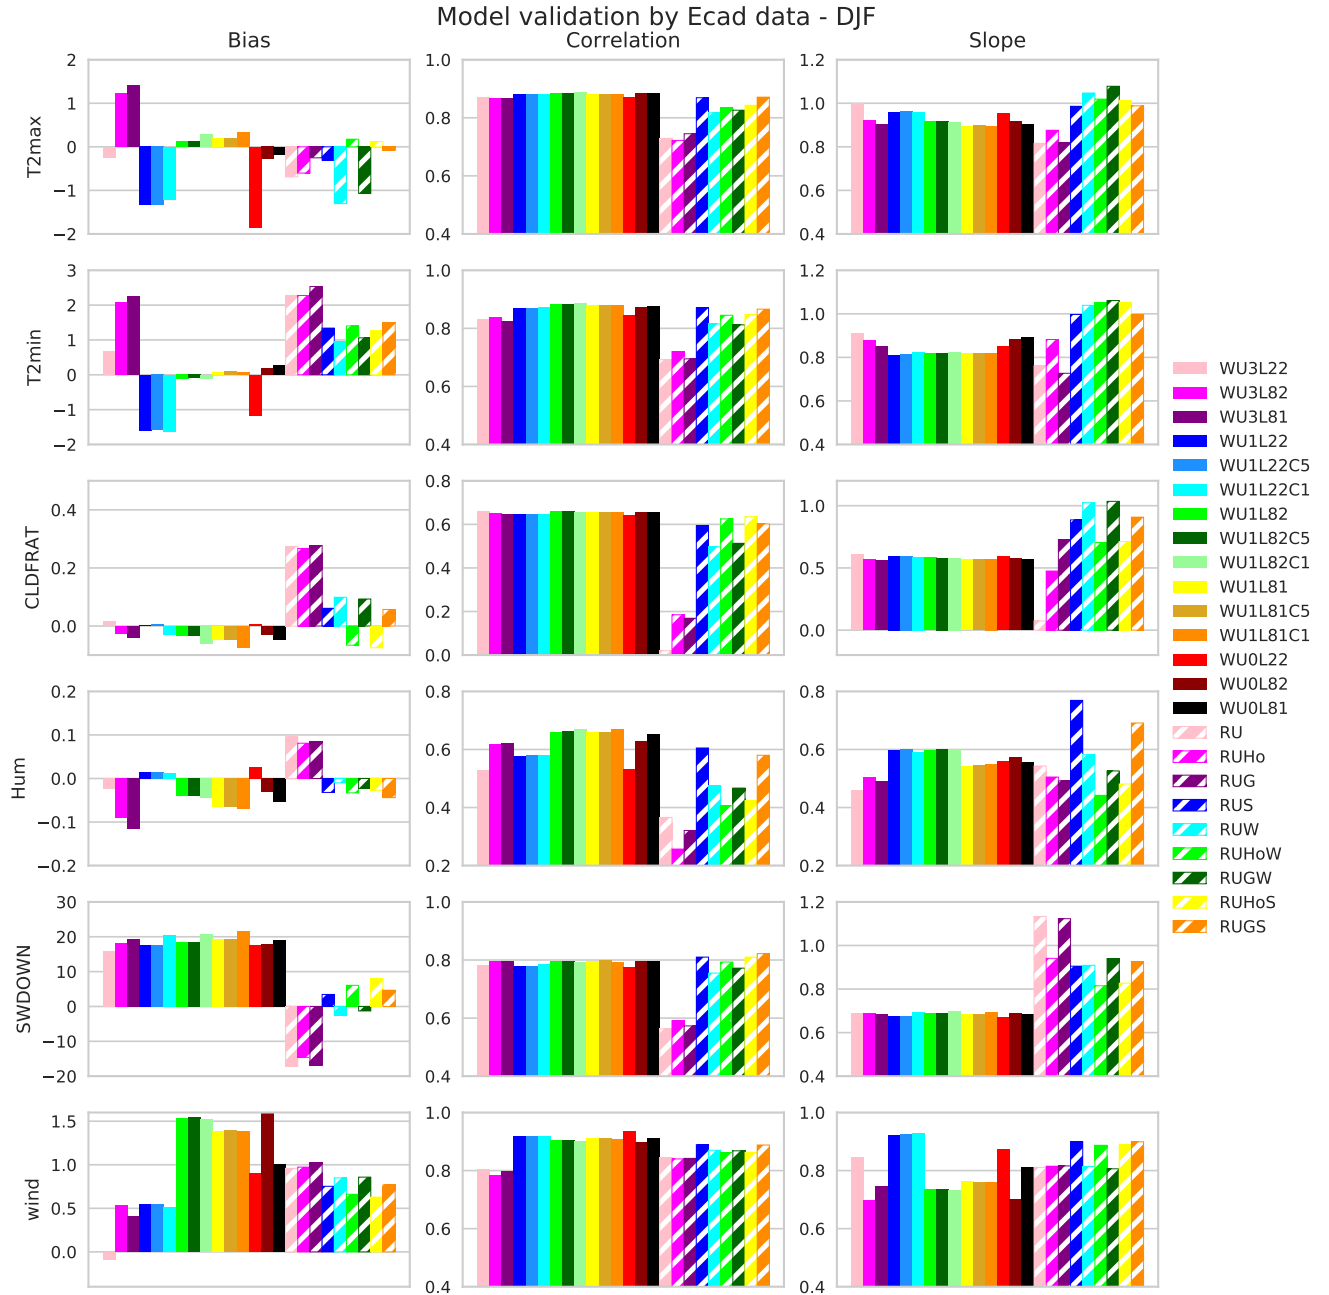 Model validation by Ecad data - DJF
Bias
Correlation
Slope
T2max
2
1
0
−1
−2
1.0
0.8
0.6
0.4
1.2
1.0
0.8
0.6
0.4
T2min
3
2
1
0
−1
−2
1.0
0.8
0.6
0.4
1.2
1.0
0.8
0.6
0.4
CLDFRAT
0.4
0.2
0.0
0.8
0.6
0.4
0.2
0.0
1.0
0.5
0.0
Hum
0.2
0.1
0.0
−0.1
−0.2
0.8
0.6
0.4
0.2
0.8
0.6
0.4
0.2
SWDOWN
30
20
10
0
−10
−20
1.0
0.8
0.6
0.4
1.2
1.0
0.8
0.6
0.4
wind
1.5
1.0
0.5
0.0
1.0
0.8
0.6
0.4
1.0
0.8
0.6
0.4
WU3L22
WU3L82
WU3L81
WU1L22
WU1L22C5
WU1L22C1
WU1L82
WU1L82C5
WU1L82C1
WU1L81
WU1L81C5
WU1L81C1
WU0L22
WU0L82
WU0L81
RU
RUHo
RUG
RUS
RUW
RUHoW
RUGW
RUHoS
RUGS